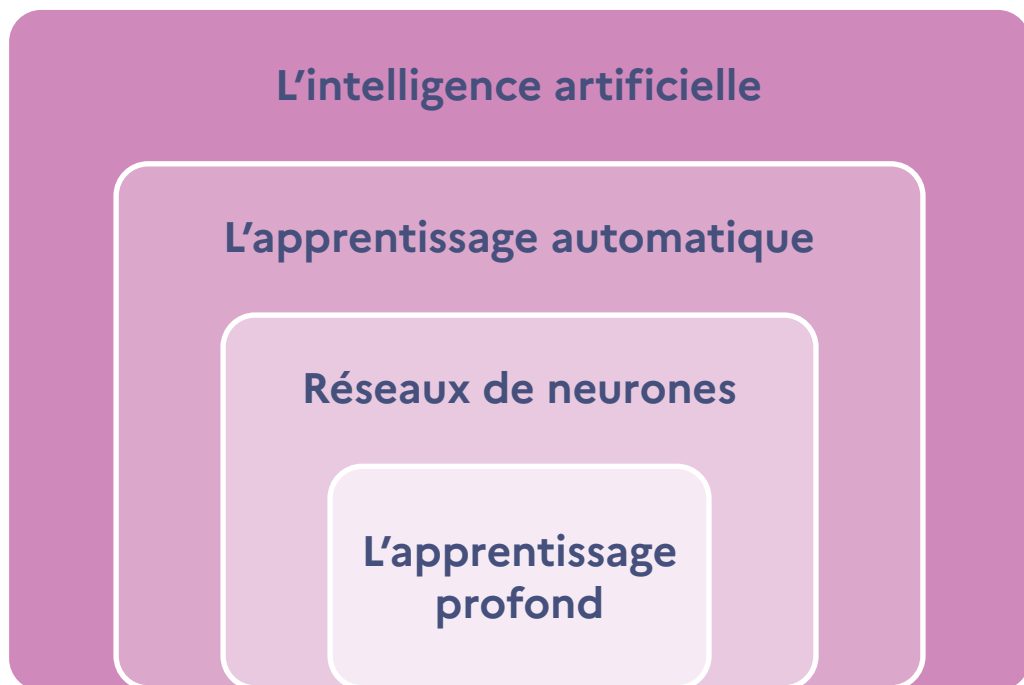 L’intelligence artificielle
L’apprentissage automatique
Réseaux de neurones
L’apprentissage
profond